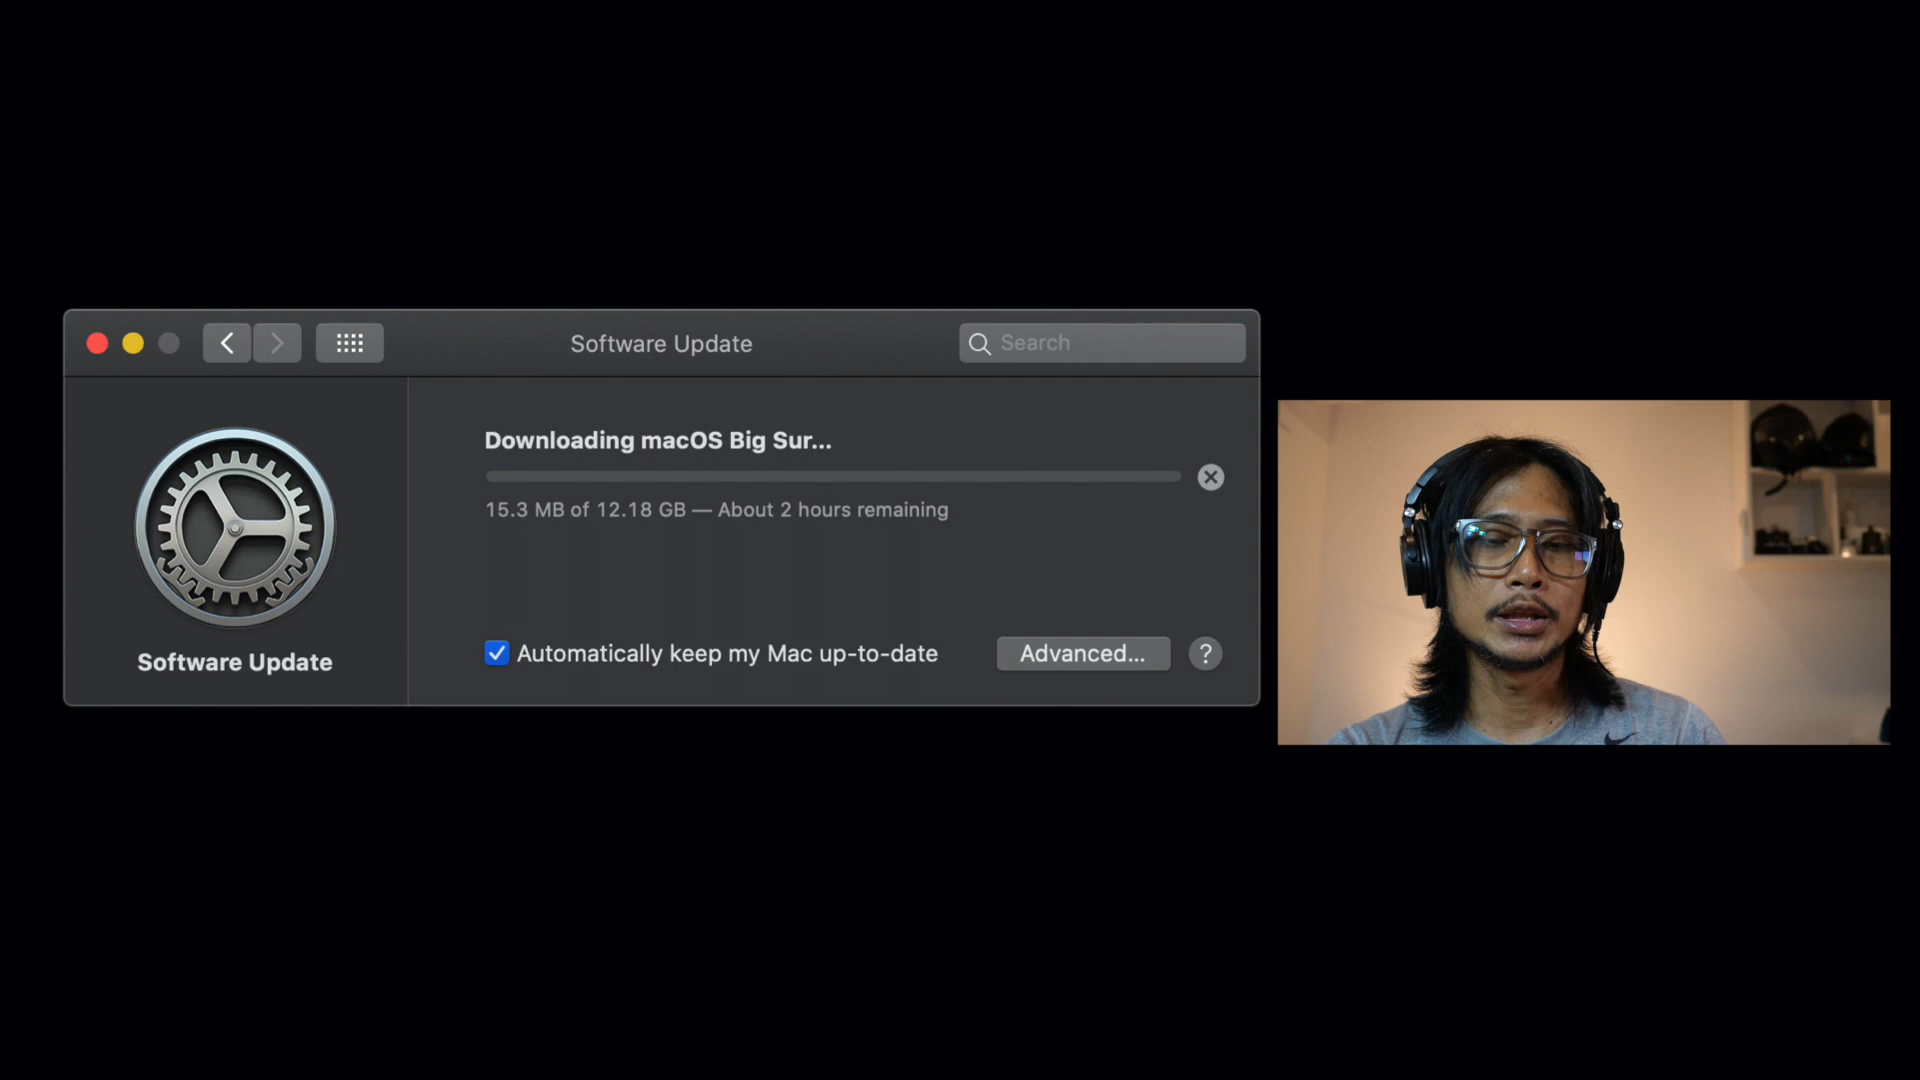 Software Update
Search
Downloading macOS Big Sur...
15.3 MB of 12.18 GB — About 2 hours remaining
Software Update
Automatically keep my Mac up-to-date
Advanced...
?